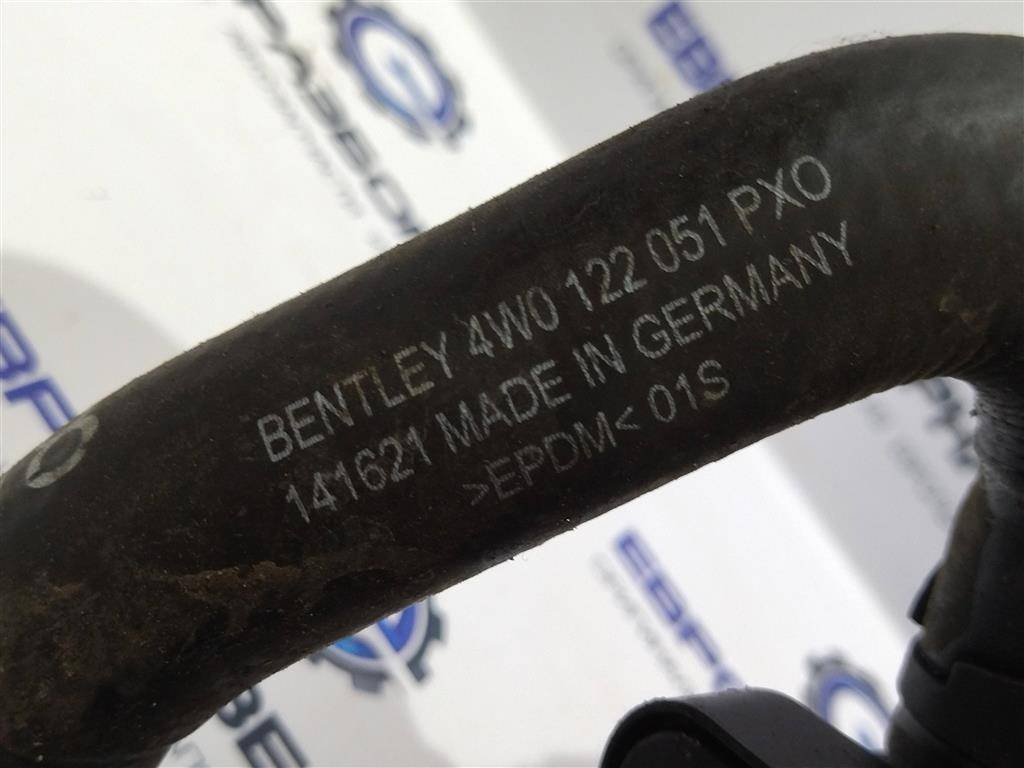 BENTLEY 4W0 122 051 PXO
141621 MADE IN GERMANY
>EPDM< 01S